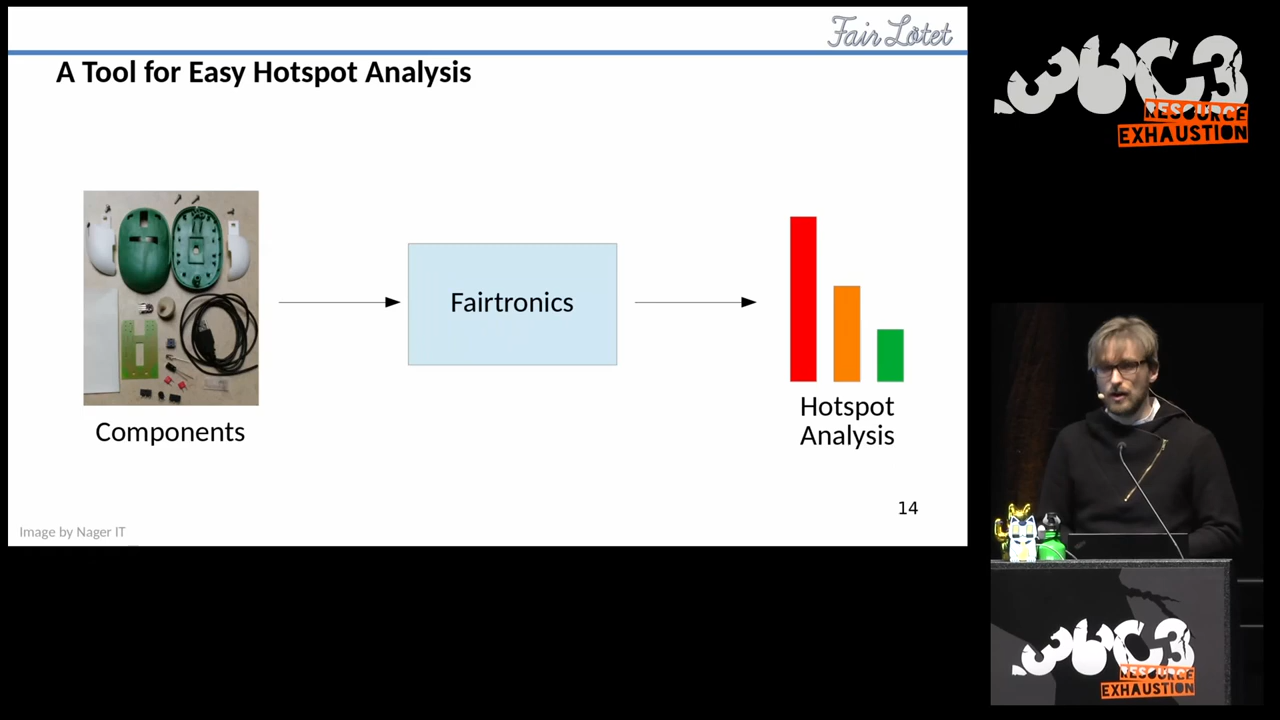 Fair Lötet
A Tool for Easy Hotspot Analysis
Fairtronics
Components
Hotspot
Analysis
14
Image by Nager IT
36C3
RESOURCE
EXHAUSTION
36C3
RESOURCE
EXHAUSTION